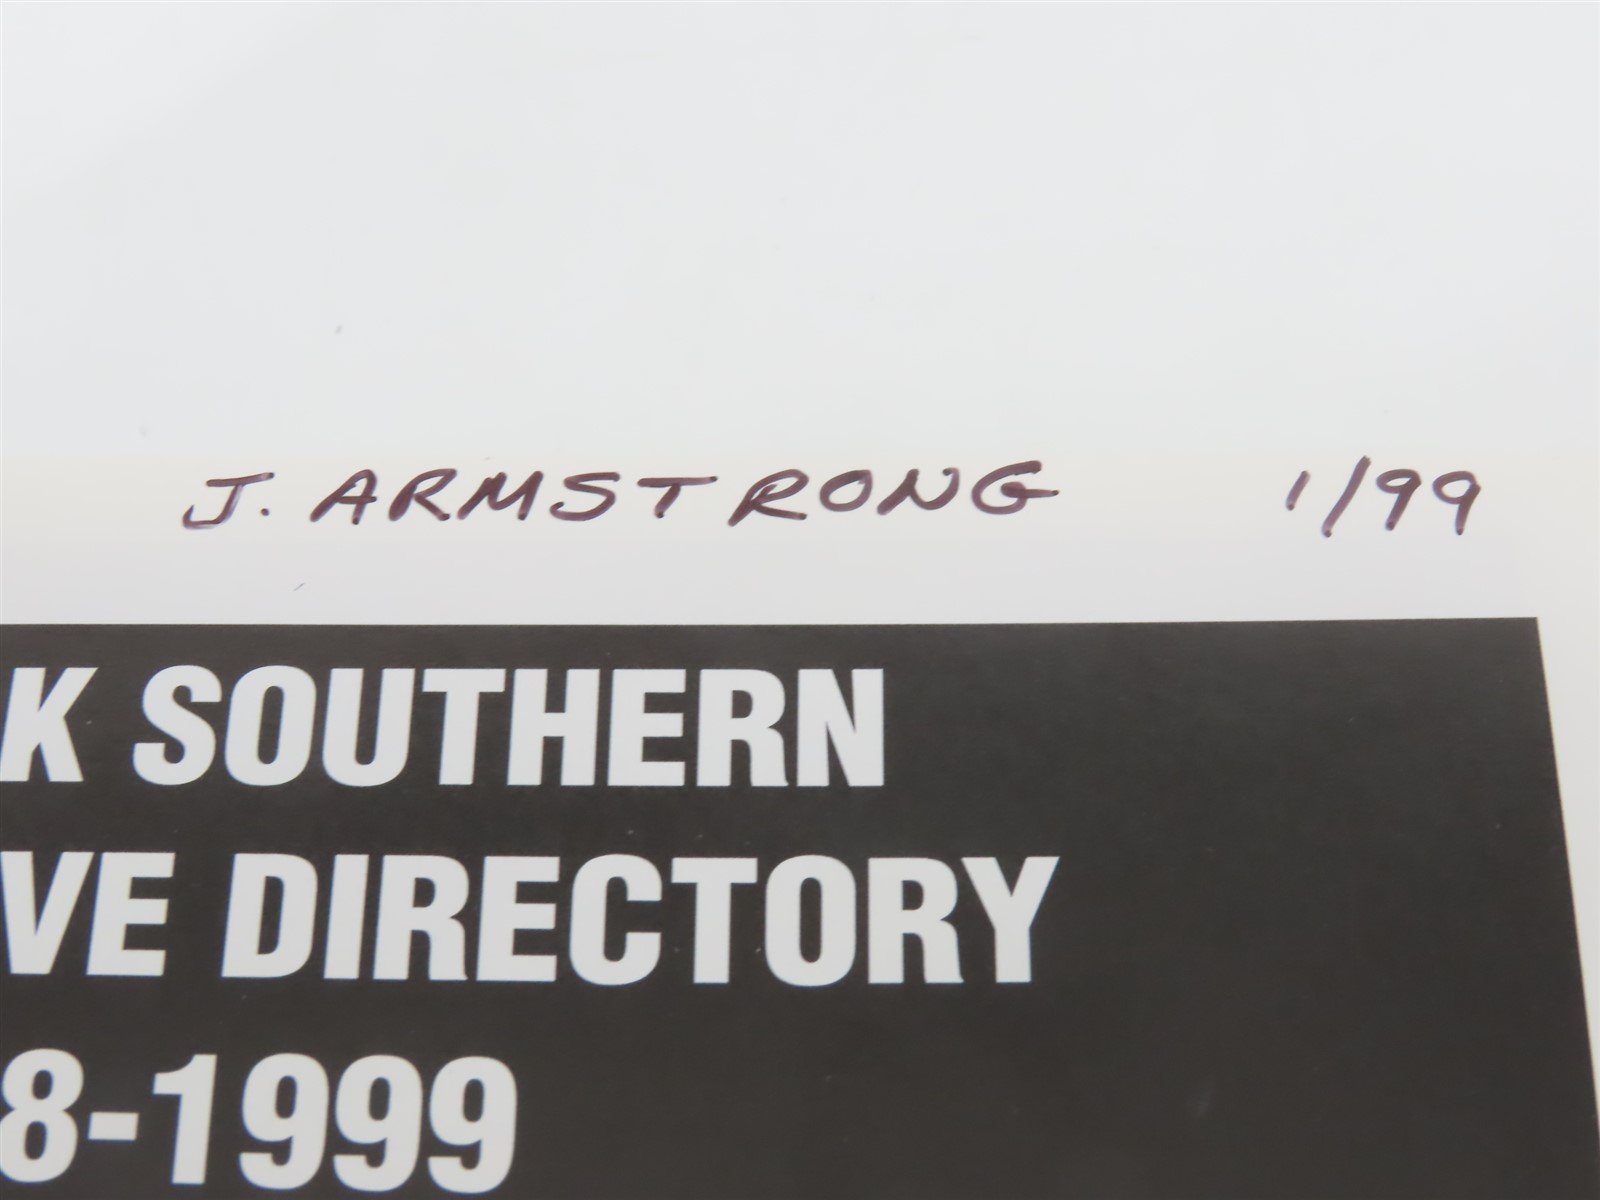 J. ARMSTRONG 1/99
K SOUTHERN
VE DIRECTORY
8-1999